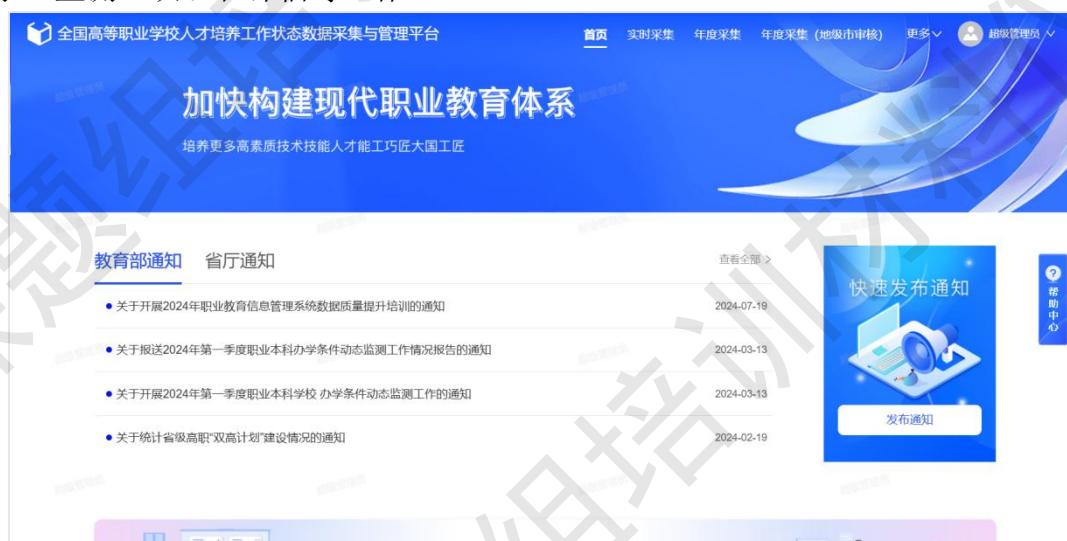 全国高等职业学校人才培养工作状态数据采集与管理平台
首页 实时采集 年度采集 年度采集(地级市审核) 更多 超级管理员
加快构建现代职业教育体系
培养更多高素质技术技能人才能工巧匠大国工匠
教育部通知 省厅通知 查看全部 >
快速发布通知
关于开展2024年职业教育信息管理系统数据质量提升培训的通知 2024-07-19
关于报送2024年第一季度职业本科办学条件动态监测工作情况报告的通知 2024-03-13
关于开展2024年第一季度职业本科学校 办学条件动态监测工作的通知 2024-03-13
关于统计省级高职“双高计划”建设情况的通知 2024-02-19
发布通知
帮助中心
题组培训材料